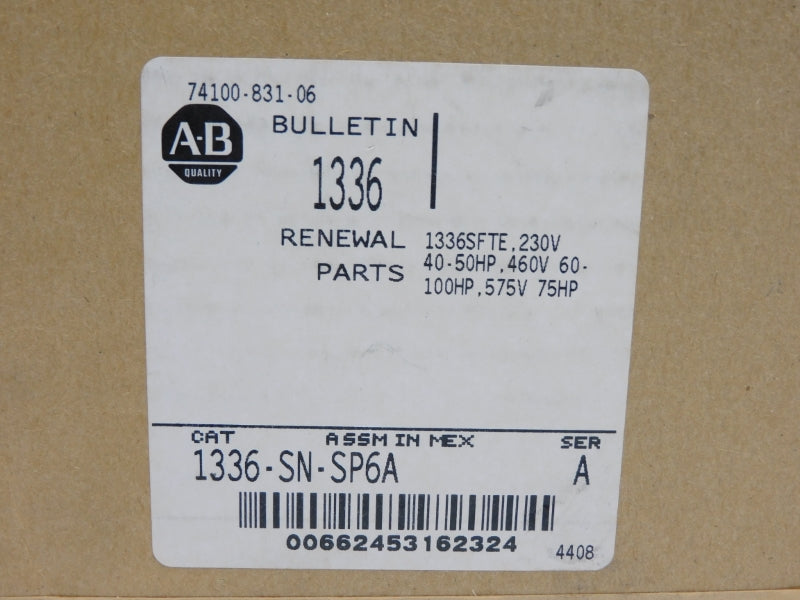 74100-831-06
A-B
QUALITY
BULLETIN
1336
RENEWAL PARTS
1336SFTE,230V
40-50HP,460V 60-
100HP,575V 75HP
CAT ASSM IN MEX SER
1336-SN-SP6A A
00662453162324
4408